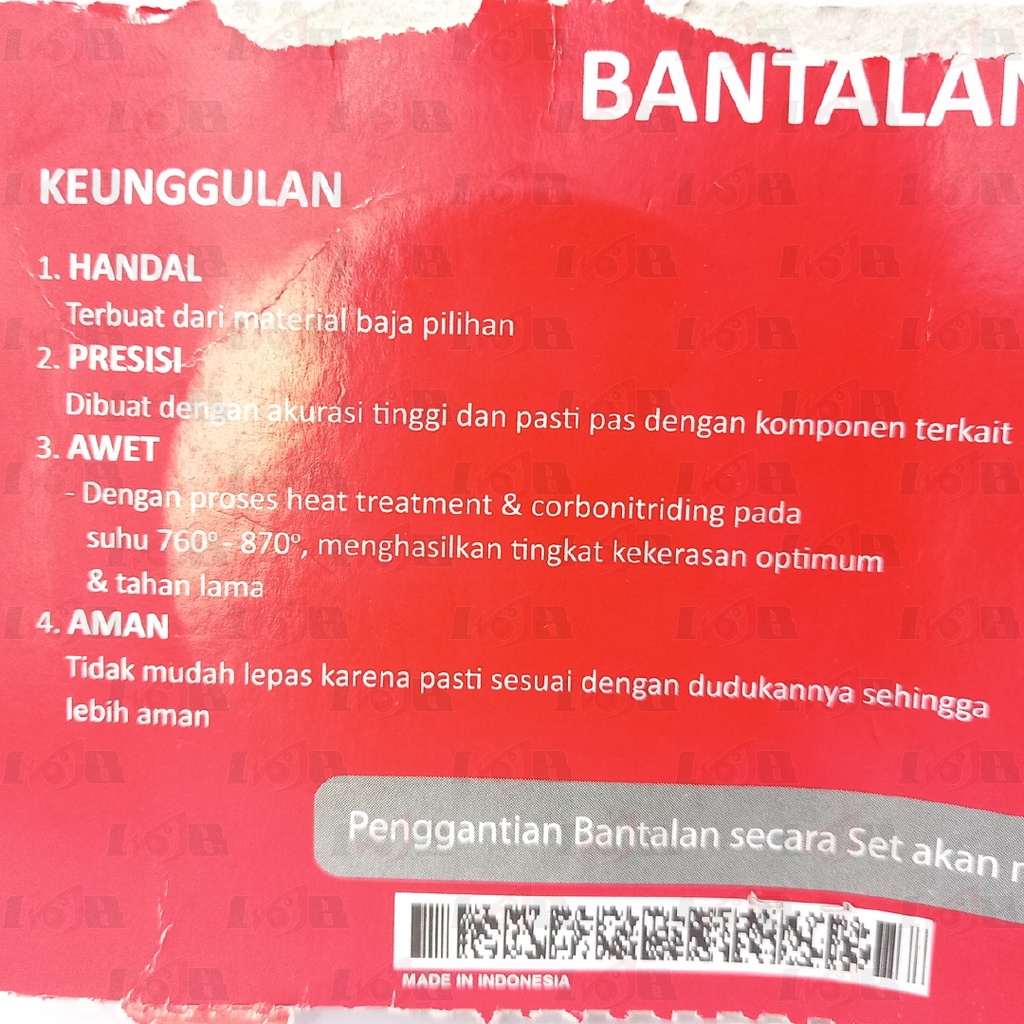 BANTALAN
KEUNGGULAN
1. HANDAL
Terbuat dari material baja pilihan
2. PRESISI
Dibuat dengan akurasi tinggi dan pasti pas dengan komponen terkait
3. AWET
- Dengan proses heat treatment & corbonitriding pada
suhu 760° - 870°, menghasilkan tingkat kekerasan optimum
& tahan lama
4. AMAN
Tidak mudah lepas karena pasti sesuai dengan dudukannya sehingga
lebih aman
Penggantian Bantalan secara Set akan
MADE IN INDONESIA